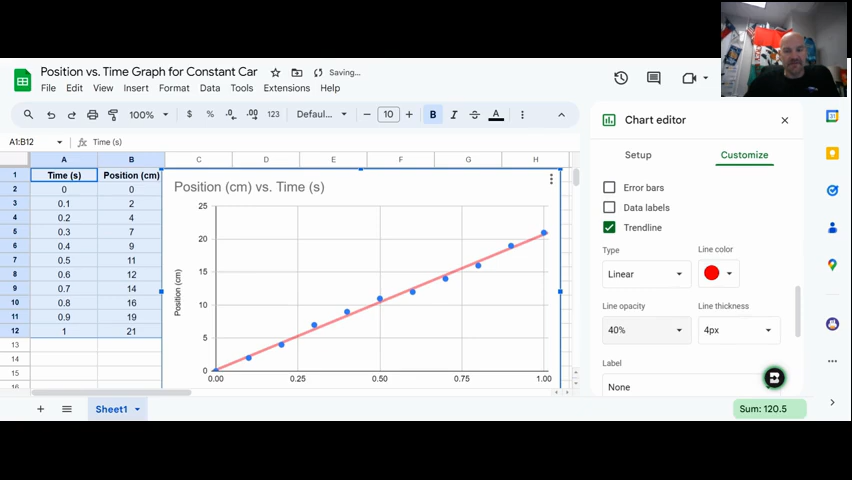 Position vs. Time Graph for Constant Car Saving...
File Edit View Insert Format Data Tools Extensions Help
100% $ % .0 .00 123 Defaul... 10 B I S A
A1:B12 fx Time (s)
A B C D E F G H
1 Time (s) Position (cm)
2 0 0
3 0.1 2
4 0.2 4
5 0.3 7
6 0.4 9
7 0.5 11
8 0.6 12
9 0.7 14
10 0.8 16
11 0.9 19
12 1 21
13
14
15
16
Position (cm) vs. Time (s)
Position (cm)
25
20
15
10
5
0
0.00 0.25 0.50 0.75 1.00
Chart editor
Setup Customize
Error bars
Data labels
Trendline
Type Line color
Linear
Line opacity Line thickness
40% 4px
Label
None
Sheet1
Sum: 120.5